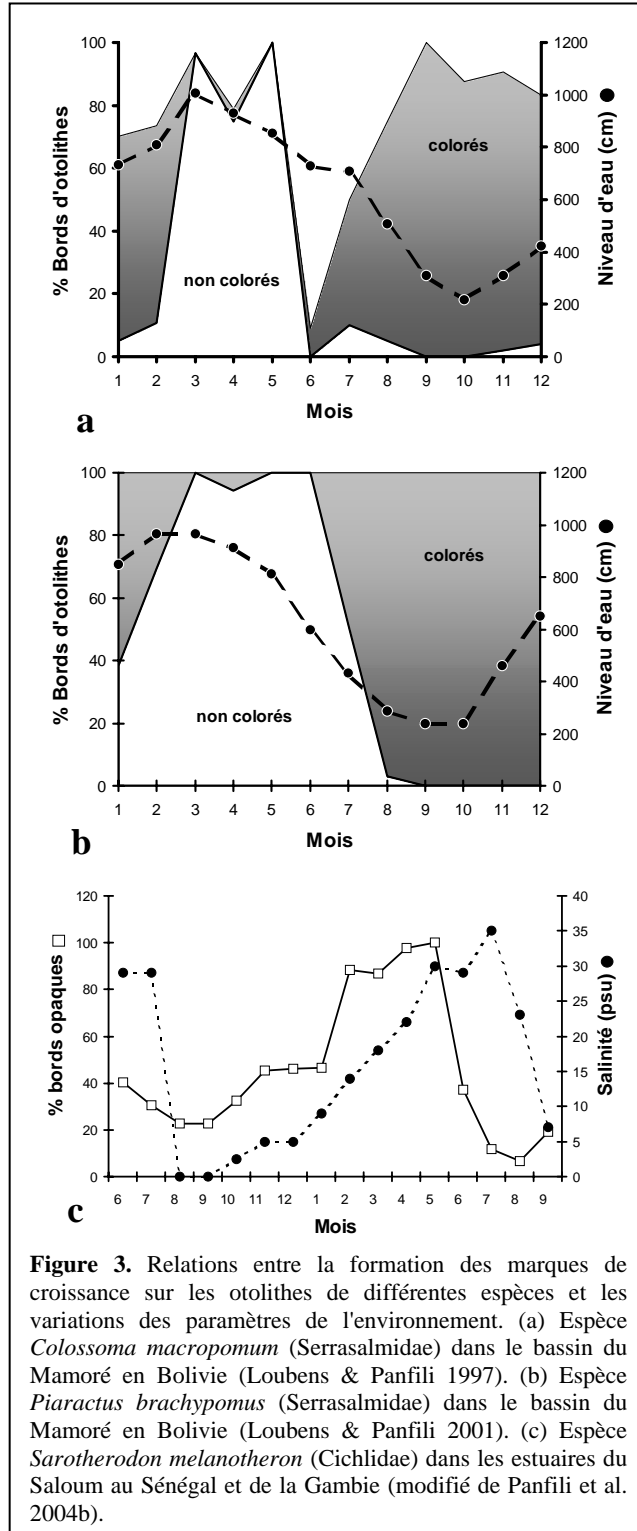 100
80
60
40
20
0
% Bords d'otolithes
colorés
non colorés
1200
1000
800
600
400
200
0
Niveau d'eau (cm)
1 2 3 4 5 6 7 8 9 10 11 12
Mois
a
100
80
60
40
20
0
% Bords d'otolithes
colorés
non colorés
1200
1000
800
600
400
200
0
Niveau d'eau (cm)
1 2 3 4 5 6 7 8 9 10 11 12
Mois
b
120
100
80
60
40
20
0
% bords opaques
40
35
30
25
20
15
10
5
0
Salinité (psu)
6 7 8 9 10 11 12 1 2 3 4 5 6 7 8 9
Mois
c
Figure 3. Relations entre la formation des marques de
croissance sur les otolithes de différentes espèces et les
variations des paramètres de l'environnement. (a) Espèce
Colossoma macropomum (Serrasalmidae) dans le bassin du
Mamoré en Bolivie (Loubens & Panfili 1997). (b) Espèce
Piaractus brachypomus (Serrasalmidae) dans le bassin du
Mamoré en Bolivie (Loubens & Panfili 2001). (c) Espèce
Sarotherodon melanotheron (Cichlidae) dans les estuaires du
Saloum au Sénégal et de la Gambie (modifié de Panfili et al.
2004b).